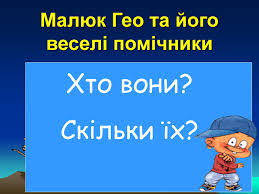 Малюк Гео та його
веселі помічники
Хто вони?
Скільки їх?